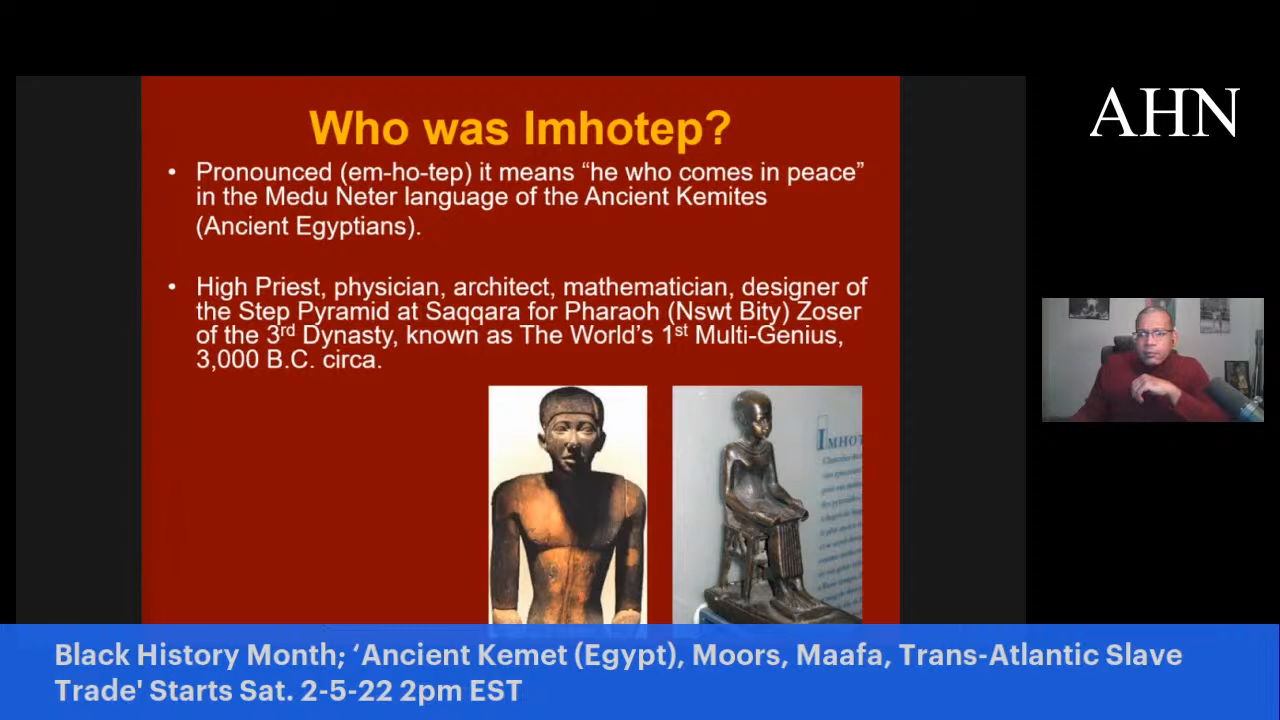 Who was Imhotep?
• Pronounced (em-ho-tep) it means “he who comes in peace”
in the Medu Neter language of the Ancient Kemites
(Ancient Egyptians).
• High Priest, physician, architect, mathematician, designer of
the Step Pyramid at Saqqara for Pharaoh (Nswt Bity) Zoser
of the 3rd Dynasty, known as The World’s 1st Multi-Genius,
3,000 B.C. circa.
IMHOT
AHN
Black History Month; ‘Ancient Kemet (Egypt), Moors, Maafa, Trans-Atlantic Slave
Trade' Starts Sat. 2-5-22 2pm EST